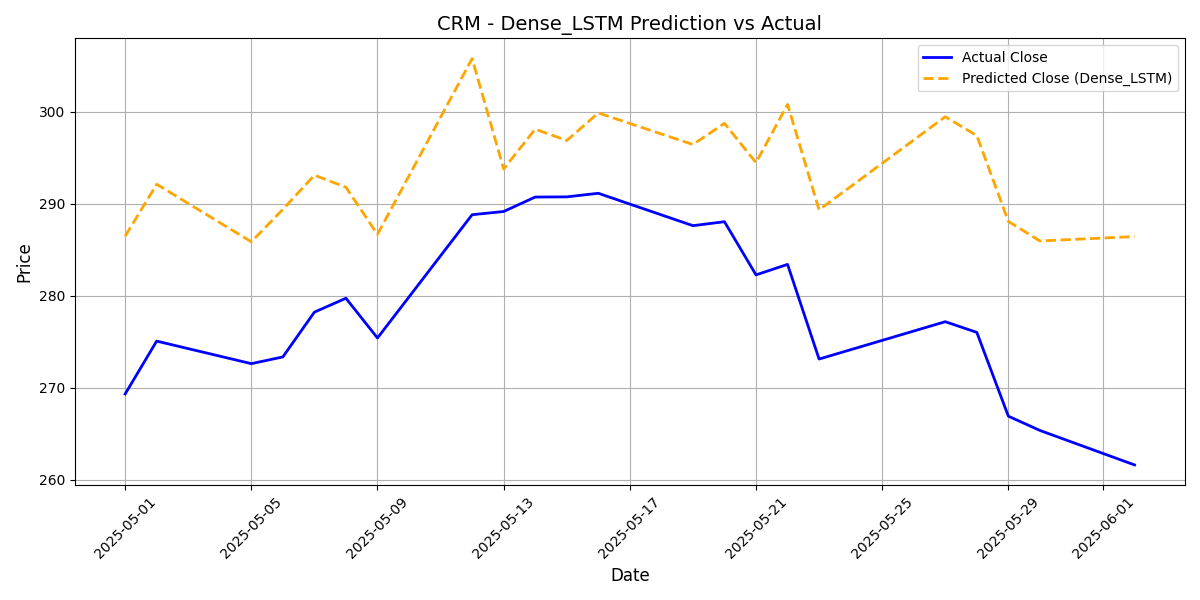 CRM - Dense_LSTM Prediction vs Actual
Actual Close
Predicted Close (Dense_LSTM)
Price
300
290
280
270
260
2025-05-01
2025-05-05
2025-05-09
2025-05-13
2025-05-17
2025-05-21
2025-05-25
2025-05-29
2025-06-01
Date